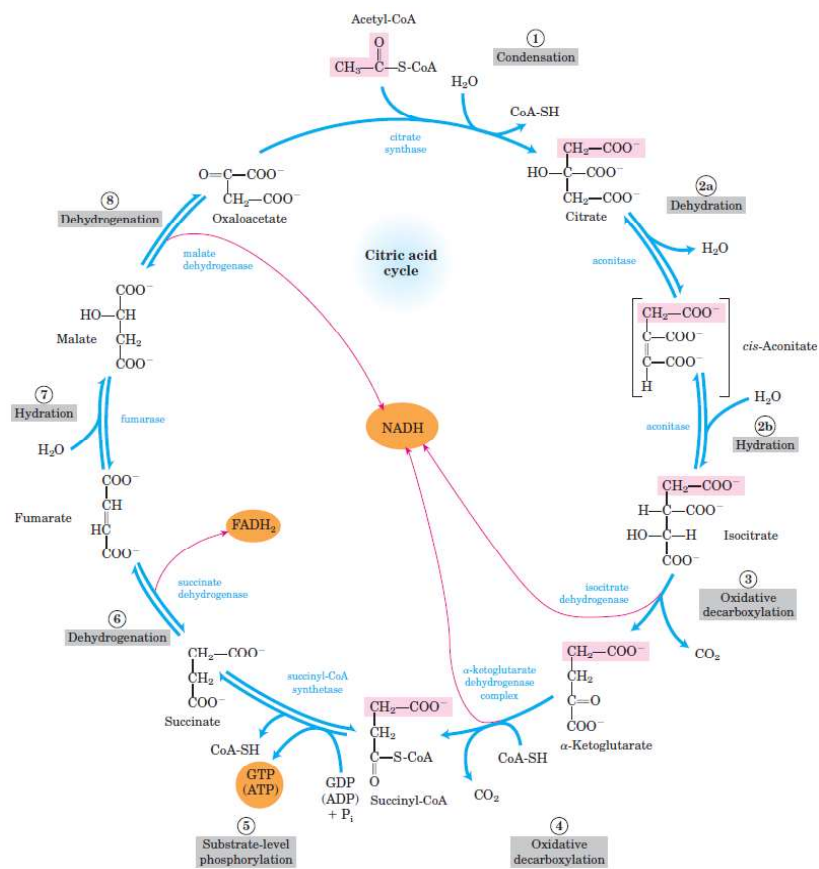 Acetyl-CoA
O
CH₃—C—S-CoA
①
Condensation
H₂O
CoA-SH
citrate
synthase
CH₂—COO⁻
HO—C—COO⁻
CH₂—COO⁻
Citrate
2a
Dehydration
H₂O
aconitase
CH₂—COO⁻
C—COO⁻
C—COO⁻
H
cis-Aconitate
H₂O
aconitase
2b
Hydration
CH₂—COO⁻
H—C—COO⁻
HO—C—H
COO⁻
Isocitrate
③
Oxidative
decarboxylation
isocitrate
dehydrogenase
CO₂
CH₂—COO⁻
CH₂
C=O
COO⁻
α-Ketoglutarate
α-ketoglutarate
dehydrogenase
complex
CoA-SH
CO₂
④
Oxidative
decarboxylation
CH₂—COO⁻
CH₂
C—S-CoA
O
Succinyl-CoA
succinyl-CoA
synthetase
GDP
(ADP)
+ Pᵢ
GTP
(ATP)
CoA-SH
⑤
Substrate-level
phosphorylation
CH₂—COO⁻
CH₂
COO⁻
Succinate
⑥
Dehydrogenation
succinate
dehydrogenase
FADH₂
COO⁻
CH
HC
COO⁻
Fumarate
⑦
Hydration
H₂O
fumarase
COO⁻
HO—CH
CH₂
COO⁻
Malate
⑧
Dehydrogenation
malate
dehydrogenase
O=C—COO⁻
CH₂—COO⁻
Oxaloacetate
Citric acid
cycle
NADH